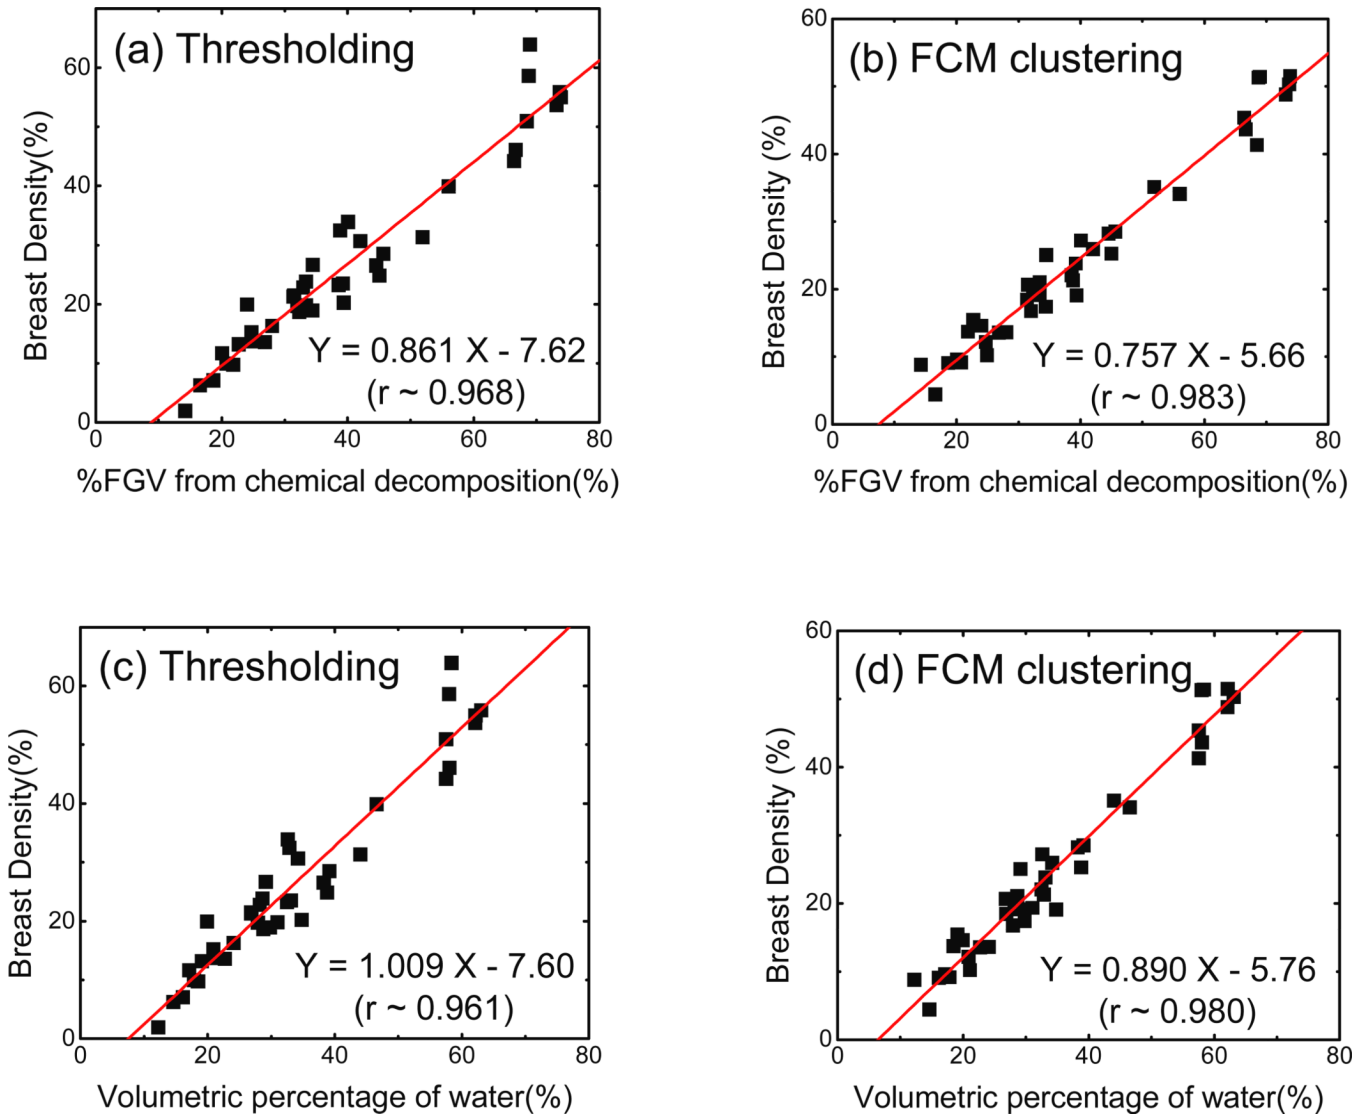 (a) Thresholding
Breast Density(%)
60
40
20
0
Y = 0.861 X - 7.62
(r ~ 0.968)
0 20 40 60 80
%FGV from chemical decomposition(%)
(b) FCM clustering
Breast Density (%)
60
40
20
0
Y = 0.757 X - 5.66
(r ~ 0.983)
0 20 40 60 80
%FGV from chemical decomposition(%)
(c) Thresholding
Breast Density(%)
60
40
20
0
Y = 1.009 X - 7.60
(r ~ 0.961)
0 20 40 60 80
Volumetric percentage of water(%)
(d) FCM clustering
Breast Density (%)
60
40
20
0
Y = 0.890 X - 5.76
(r ~ 0.980)
0 20 40 60 80
Volumetric percentage of water(%)